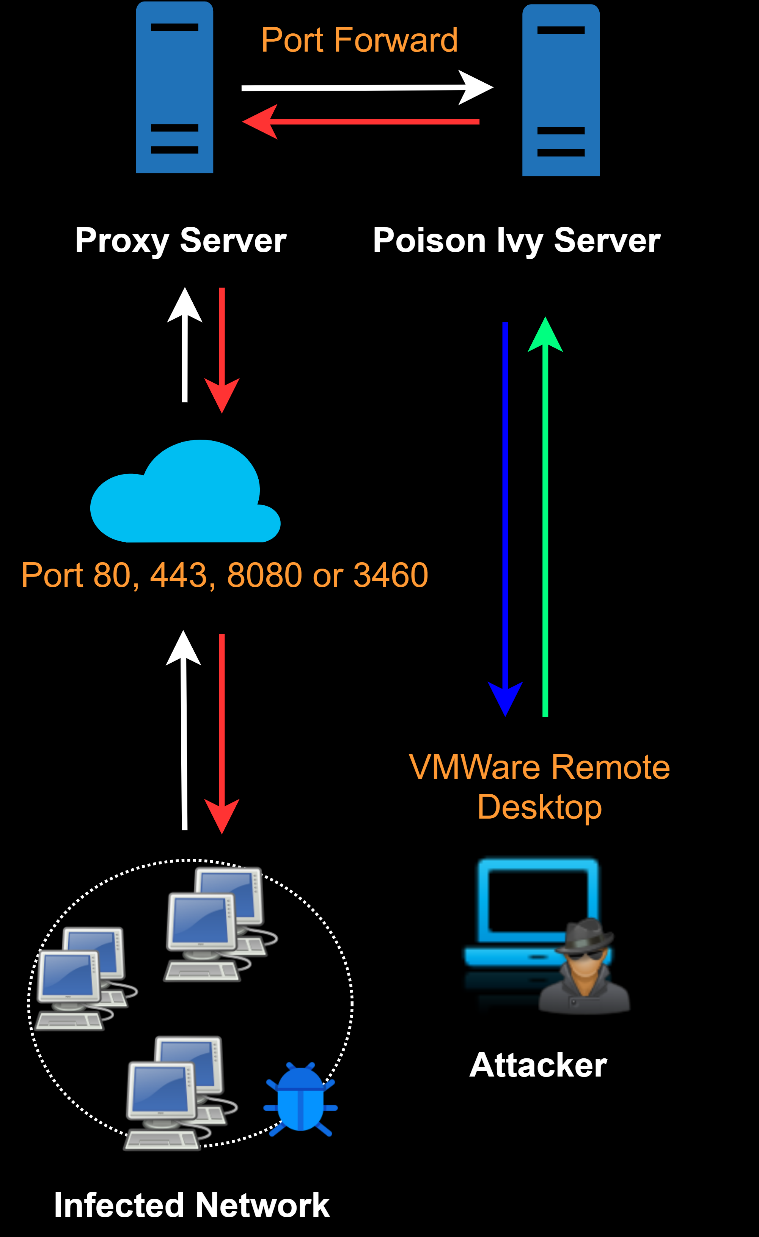 Port Forward
Proxy Server
Poison Ivy Server
Port 80, 443, 8080 or 3460
VMWare Remote
Desktop
Attacker
Infected Network